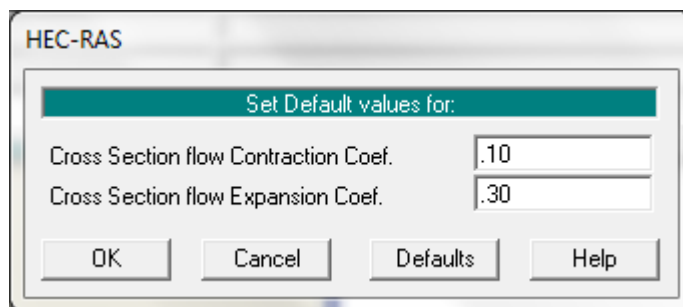 HEC-RAS
Set Default values for:
Cross Section flow Contraction Coef. .10
Cross Section flow Expansion Coef. .30
OK Cancel Defaults Help